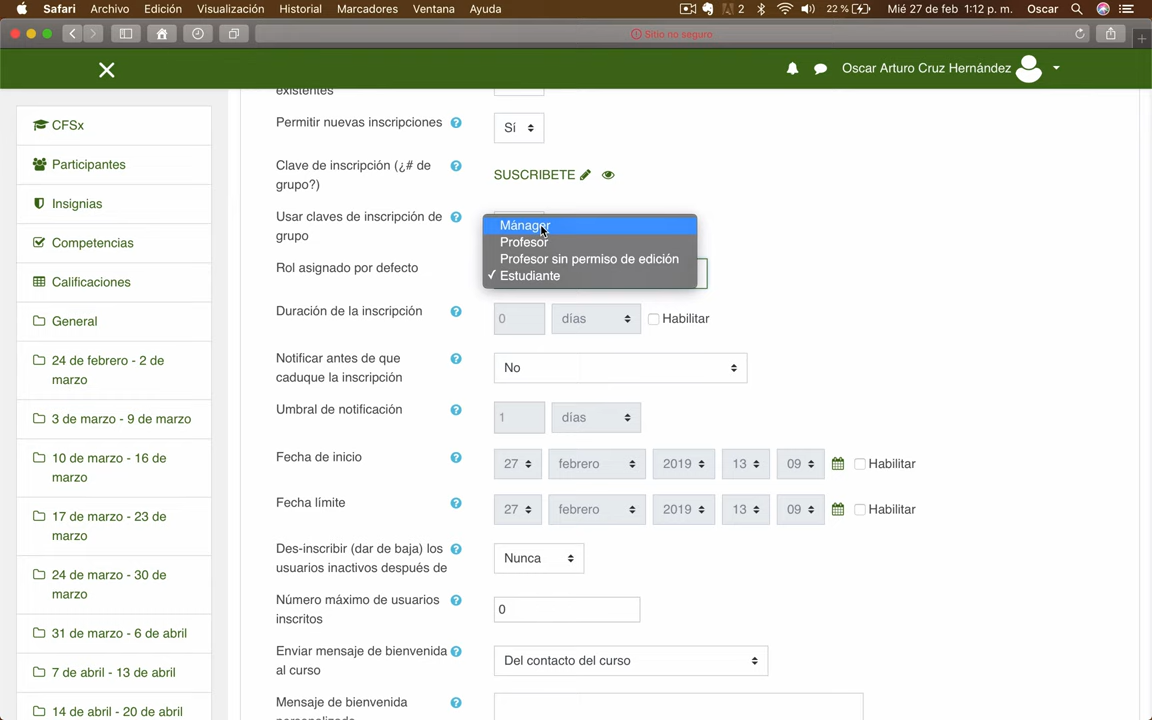 Safari Archivo Edición Visualización Historial Marcadores Ventana Ayuda 2 22 % Mié 27 de feb 1:12 p. m. Oscar
Sitio no seguro
Oscar Arturo Cruz Hernández
CFSx
Participantes
Insignias
Competencias
Calificaciones
General
24 de febrero - 2 de
marzo
3 de marzo - 9 de marzo
10 de marzo - 16 de
marzo
17 de marzo - 23 de
marzo
24 de marzo - 30 de
marzo
31 de marzo - 6 de abril
7 de abril - 13 de abril
14 de abril - 20 de abril
existentes
Permitir nuevas inscripciones
Sí
Clave de inscripción (¿# de
grupo?)
SUSCRIBETE
Usar claves de inscripción de
grupo
Mánager
Profesor
Profesor sin permiso de edición
✓ Estudiante
Rol asignado por defecto
Duración de la inscripción
0 días Habilitar
Notificar antes de que
caduque la inscripción
No
Umbral de notificación
1 días
Fecha de inicio
27 febrero 2019 13 09 Habilitar
Fecha límite
27 febrero 2019 13 09 Habilitar
Des-inscribir (dar de baja) los
usuarios inactivos después de
Nunca
Número máximo de usuarios
inscritos
0
Enviar mensaje de bienvenida
al curso
Del contacto del curso
Mensaje de bienvenida